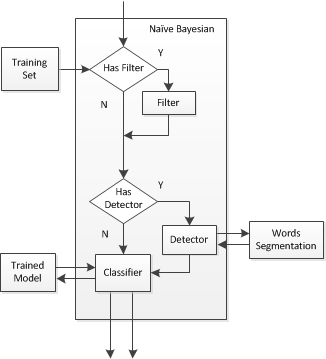 Naïve Bayesian
Training
Set
Has Filter
Y
Filter
N
Has
Detector
Y
N
Detector
Words
Segmentation
Trained
Model
Classifier